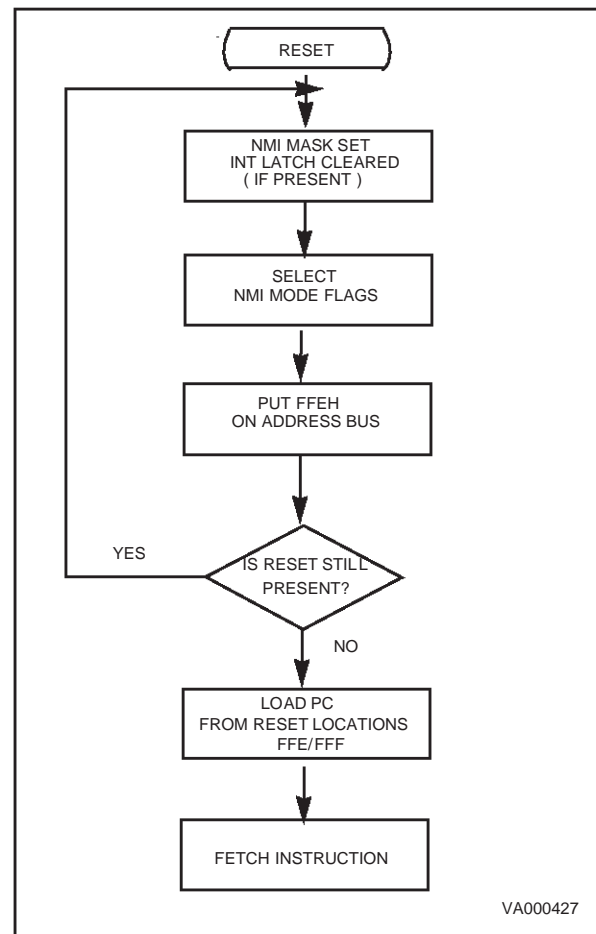 RESET
NMI MASK SET
INT LATCH CLEARED
( IF PRESENT )
SELECT
NMI MODE FLAGS
PUT FFEH
ON ADDRESS BUS
IS RESET STILL
PRESENT?
YES
NO
LOAD PC
FROM RESET LOCATIONS
FFE/FFF
FETCH INSTRUCTION
VA000427